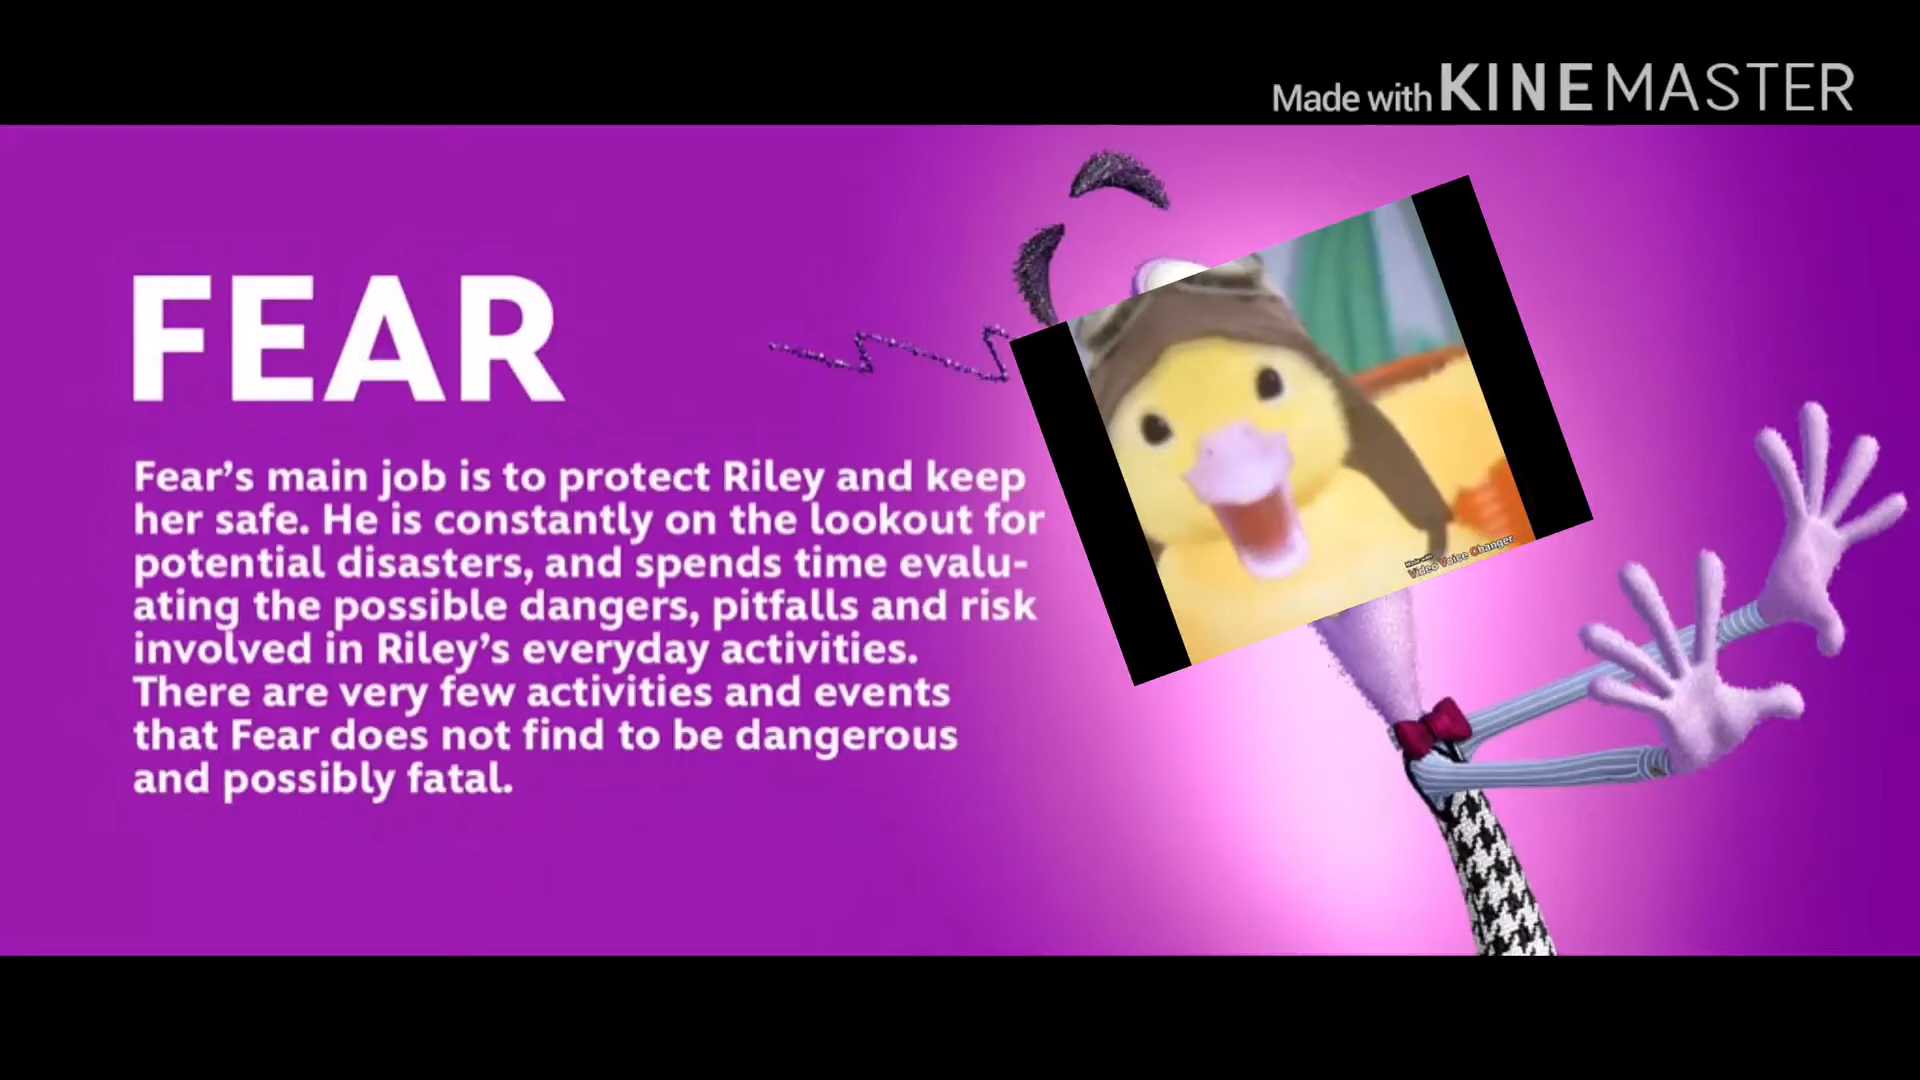 Made with KINEMASTER
FEAR
Fear's main job is to protect Riley and keep
her safe. He is constantly on the lookout for
potential disasters, and spends time evalu-
ating the possible dangers, pitfalls and risk
involved in Riley's everyday activities.
There are very few activities and events
that Fear does not find to be dangerous
and possibly fatal.
Made with
Video Voice Changer